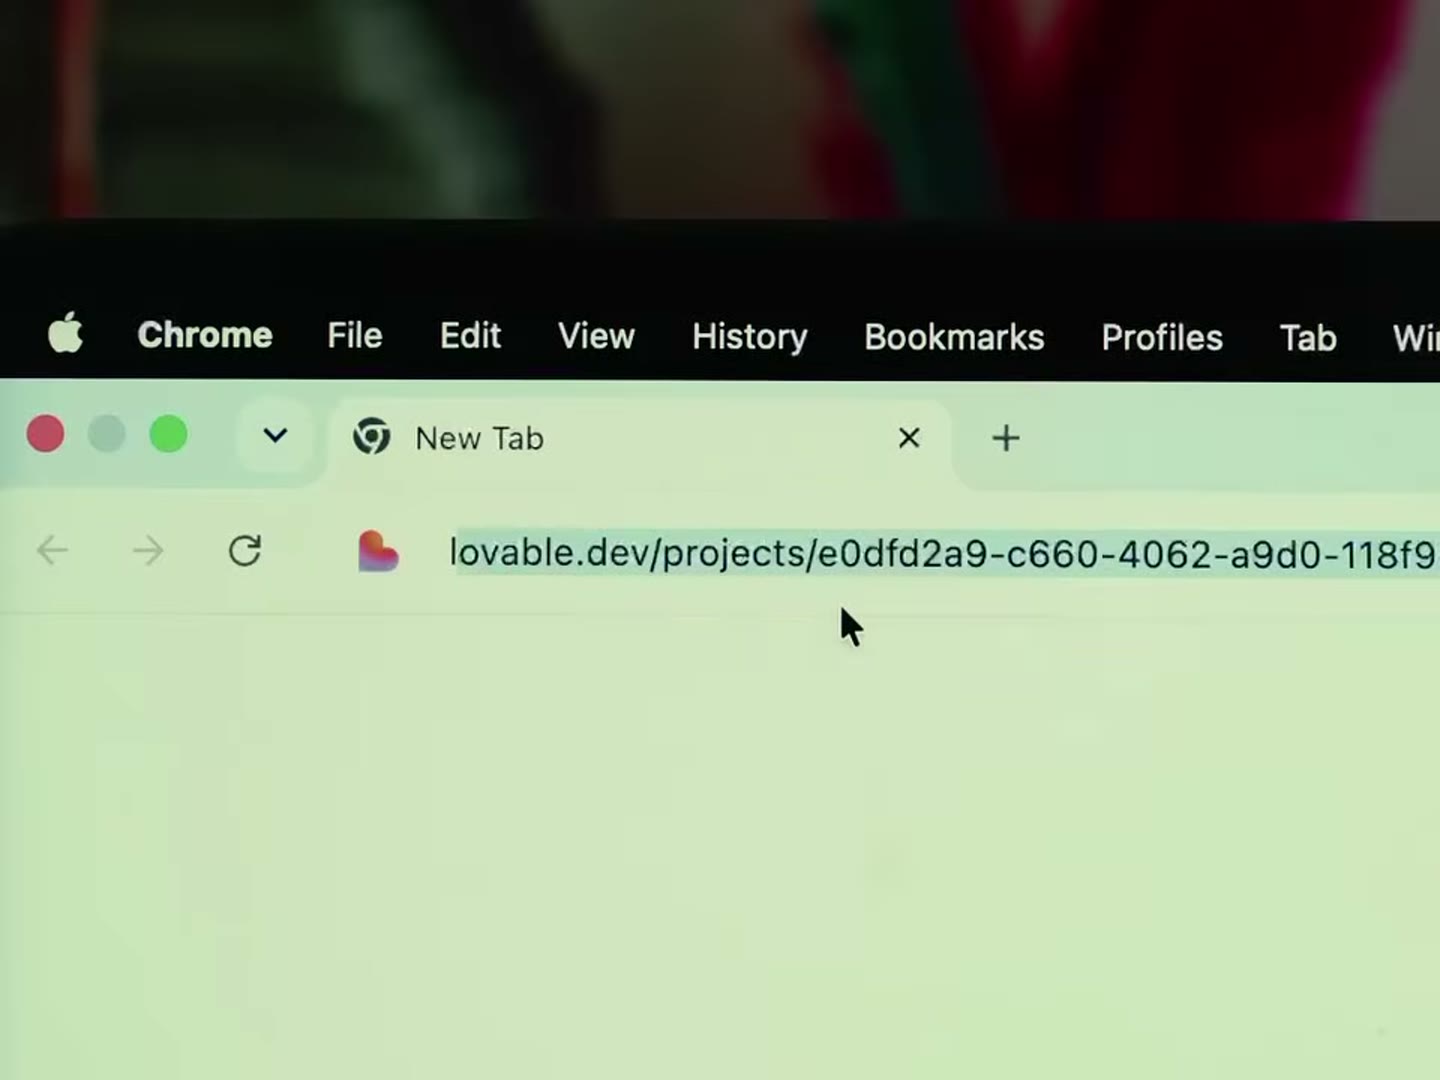 Chrome File Edit View History Bookmarks Profiles Tab
New Tab
lovable.dev/projects/e0dfd2a9-c660-4062-a9d0-118f9